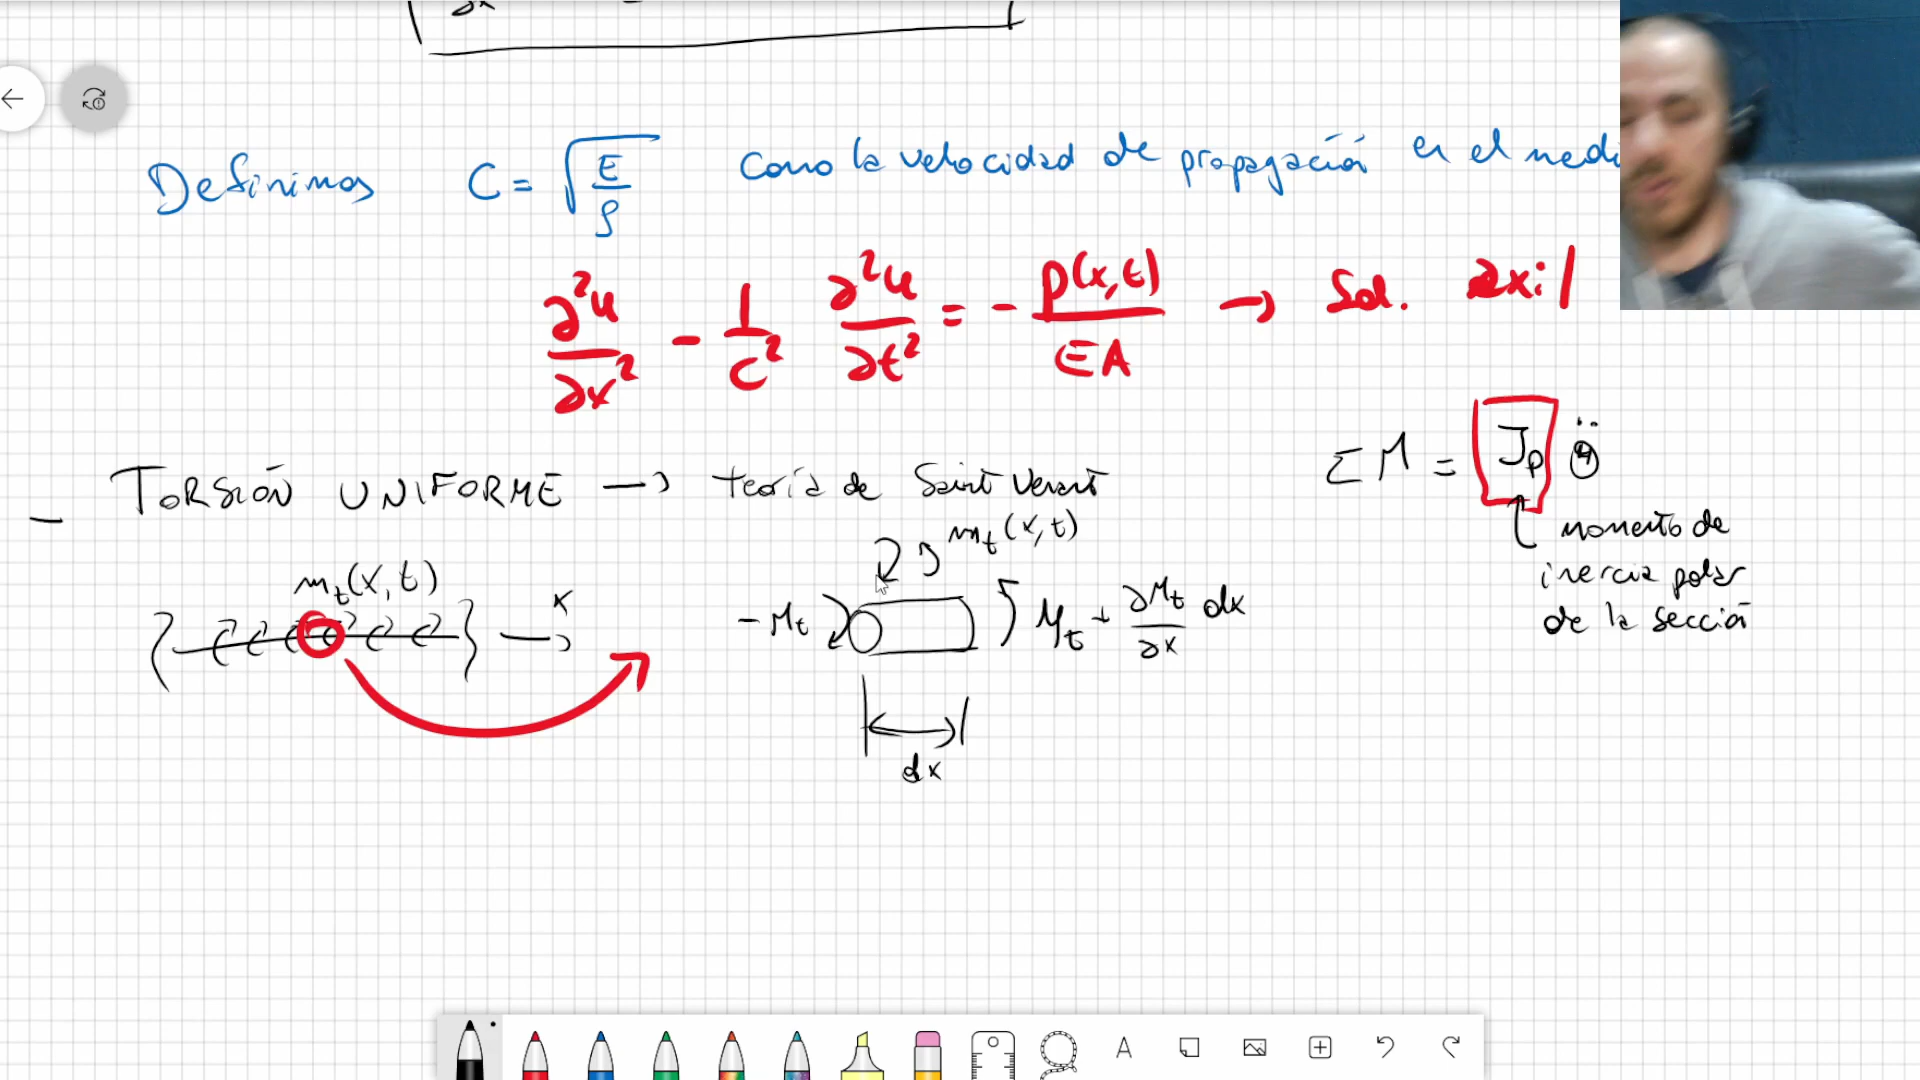 ∂x
Definimos C = √(E/ρ) como la velocidad de propagación en el medi
∂²u/∂x² - 1/c² ∂²u/∂t² = - p(x,t)/EA → Sol. axil
ΣM = Jp Θ̈
momento de
inercia polar
de la sección
- TORSIÓN UNIFORME → teoría de Saint Venant
mt(x,t)
mt(x,t)
x
- Mt
Mt + ∂Mt/∂x dx
dx
A